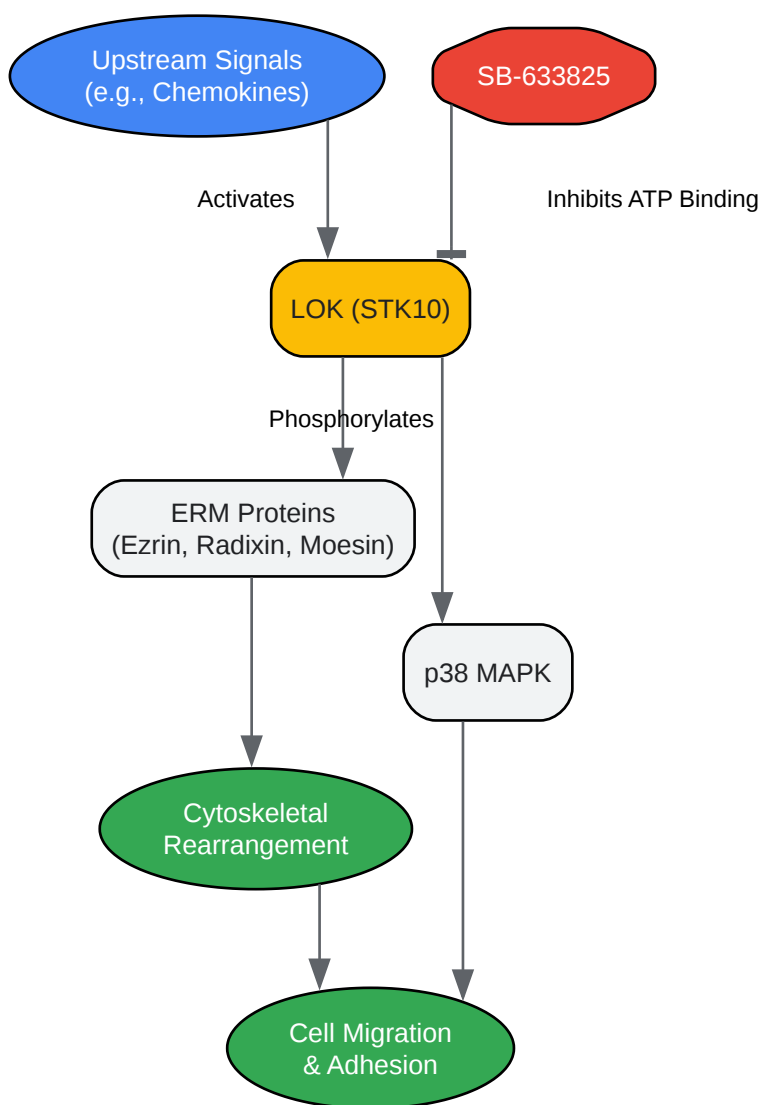 Upstream Signals
(e.g., Chemokines)
SB-633825
Activates
Inhibits ATP Binding
LOK (STK10)
Phosphorylates
ERM Proteins
(Ezrin, Radixin, Moesin)
p38 MAPK
Cytoskeletal
Rearrangement
Cell Migration
& Adhesion